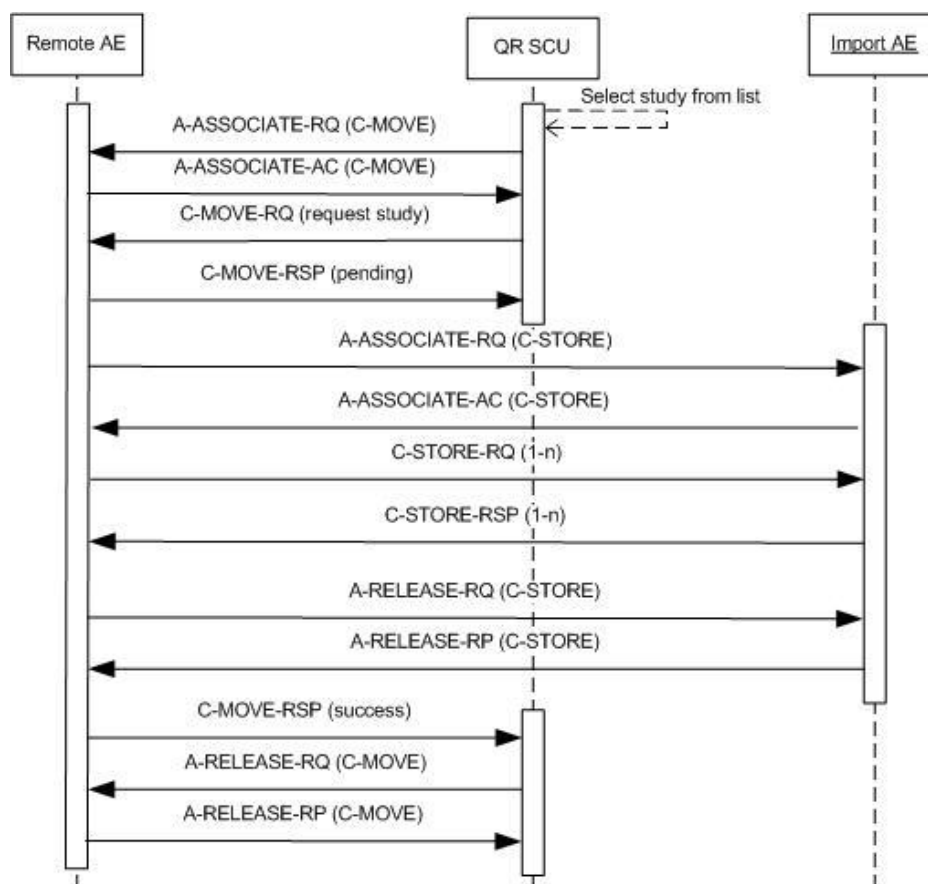 Remote AE
QR SCU
Import AE
Select study from list
A-ASSOCIATE-RQ (C-MOVE)
A-ASSOCIATE-AC (C-MOVE)
C-MOVE-RQ (request study)
C-MOVE-RSP (pending)
A-ASSOCIATE-RQ (C-STORE)
A-ASSOCIATE-AC (C-STORE)
C-STORE-RQ (1-n)
C-STORE-RSP (1-n)
A-RELEASE-RQ (C-STORE)
A-RELEASE-RP (C-STORE)
C-MOVE-RSP (success)
A-RELEASE-RQ (C-MOVE)
A-RELEASE-RP (C-MOVE)